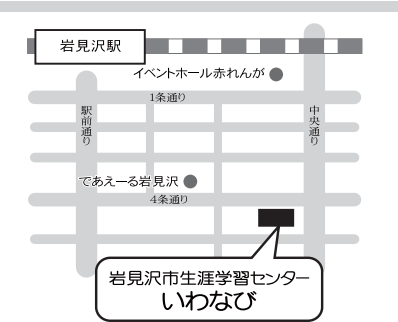 岩見沢駅
イベントホール赤れんが
1条通り
駅前通り
中央通り
であえーる岩見沢
4条通り
岩見沢市生涯学習センター
いわなび